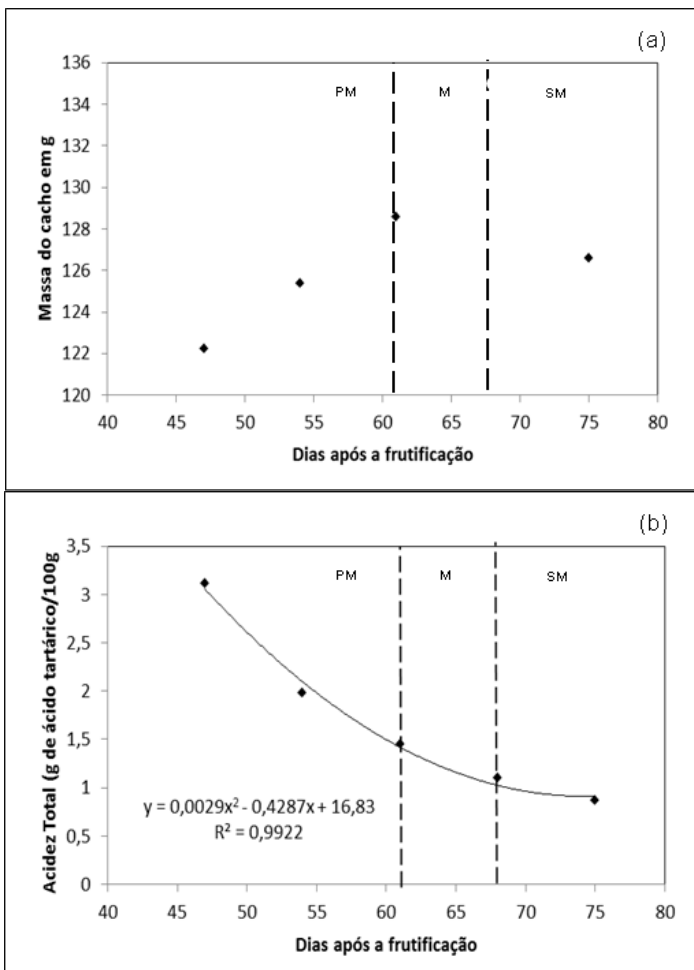 (a)
136
134
132
130
128
126
124
122
120
PM
M
SM
Massa do cacho em g
40 45 50 55 60 65 70 75 80
Dias após a frutificação
(b)
3,5
3
2,5
2
1,5
1
0,5
0
PM
M
SM
Acidez Total (g de ácido tartárico/100g
y = 0,0029x² - 0,4287x + 16,83
R² = 0,9922
40 45 50 55 60 65 70 75 80
Dias após a frutificação